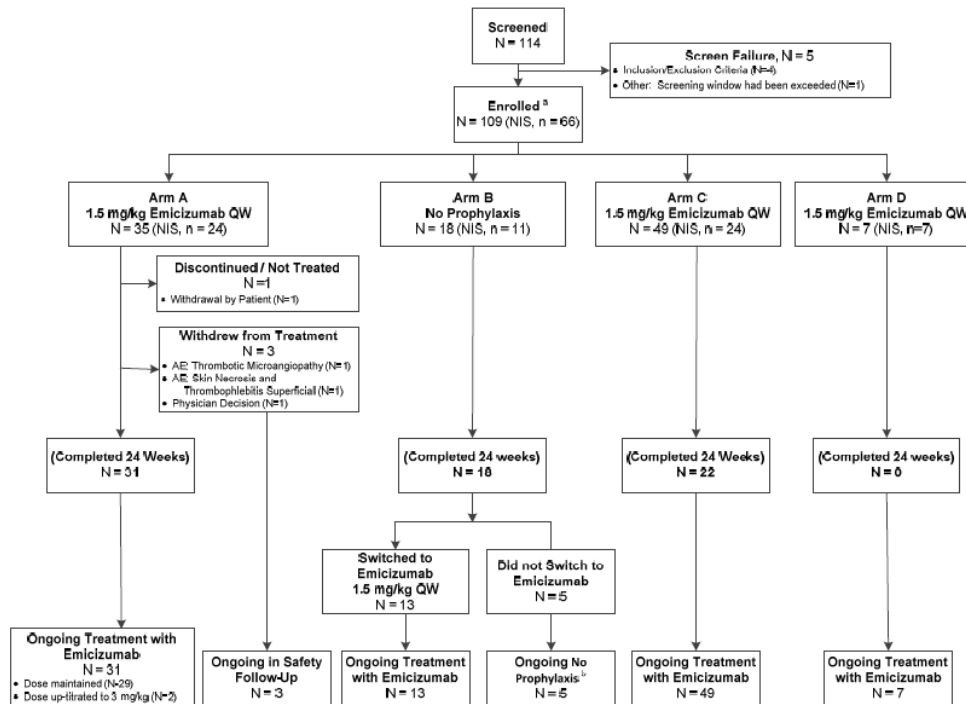 Screened
N = 114
Screen Failure, N = 5
• Inclusion/Exclusion Criteria (N=4)
• Other: Screening window had been exceeded (N=1)
Enrolled a
N = 109 (NIS, n = 66)
Arm A
1.5 mg/kg Emicizumab QW
N = 35 (NIS, n = 24)
Arm B
No Prophylaxis
N = 18 (NIS, n = 11)
Arm C
1.5 mg/kg Emicizumab QW
N = 49 (NIS, n = 24)
Arm D
1.5 mg/kg Emicizumab QW
N = 7 (NIS, n=7)
Discontinued / Not Treated
N =1
• Withdrawal by Patient (N=1)
Withdrew from Treatment
N = 3
• AE: Thrombotic Microangiopathy (N=1)
• AE: Skin Necrosis and
Thrombophlebitis Superficial (N=1)
• Physician Decision (N=1)
(Completed 24 Weeks)
N = 31
(Completed 24 weeks)
N = 18
(Completed 24 Weeks)
N = 22
(Completed 24 weeks)
N = 0
Switched to
Emicizumab
1.5 mg/kg QW
N = 13
Did not Switch to
Emicizumab
N = 5
Ongoing Treatment with
Emicizumab
N = 31
• Dose maintained (N=29)
• Dose up-titrated to 3 mg/kg (N=2)
Ongoing in Safety
Follow-Up
N = 3
Ongoing Treatment
with Emicizumab
N = 13
Ongoing No
Prophylaxis b
N = 5
Ongoing Treatment
with Emicizumab
N = 49
Ongoing Treatment
with Emicizumab
N = 7